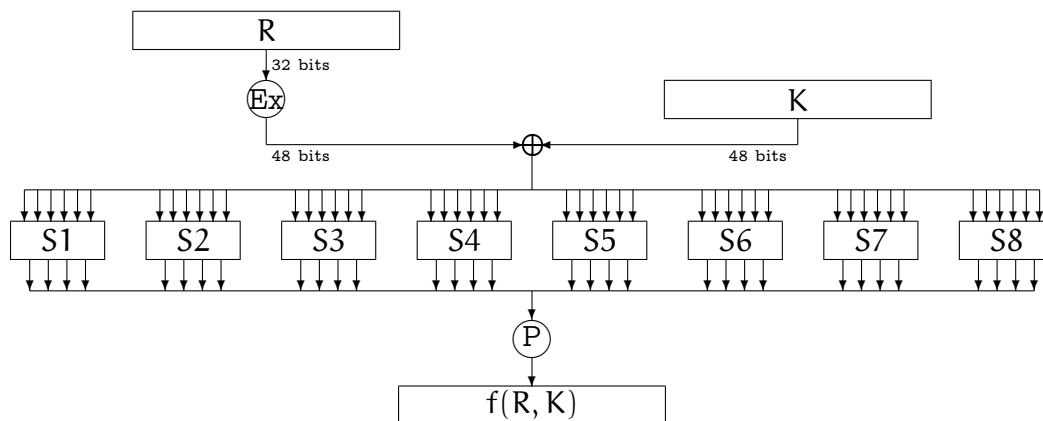 R
32 bits
Ex
K
48 bits
48 bits
S1 S2 S3 S4 S5 S6 S7 S8
P
f(R, K)